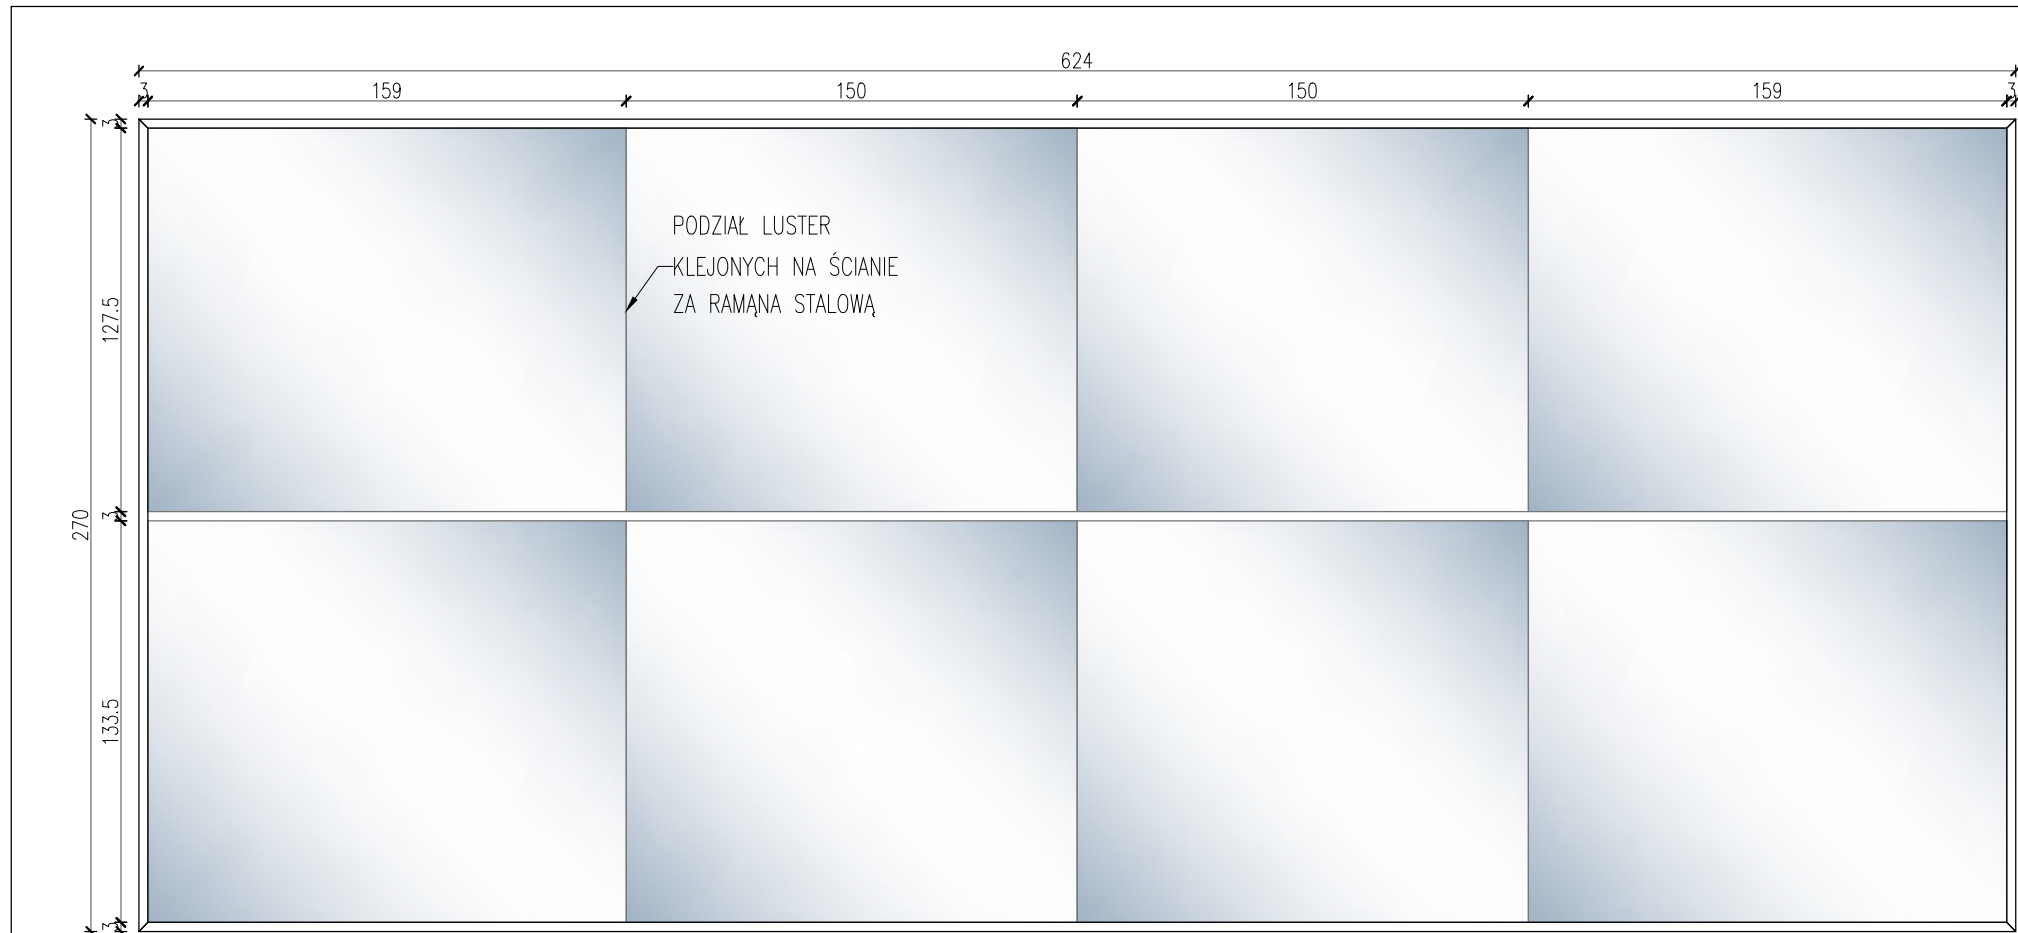 624
3 159 150 150 159 3
3
PODZIAŁ LUSTER
KLEJONYCH NA ŚCIANIE
ZA RAMĄNA STALOWĄ
127.5
270
3
133.5
3